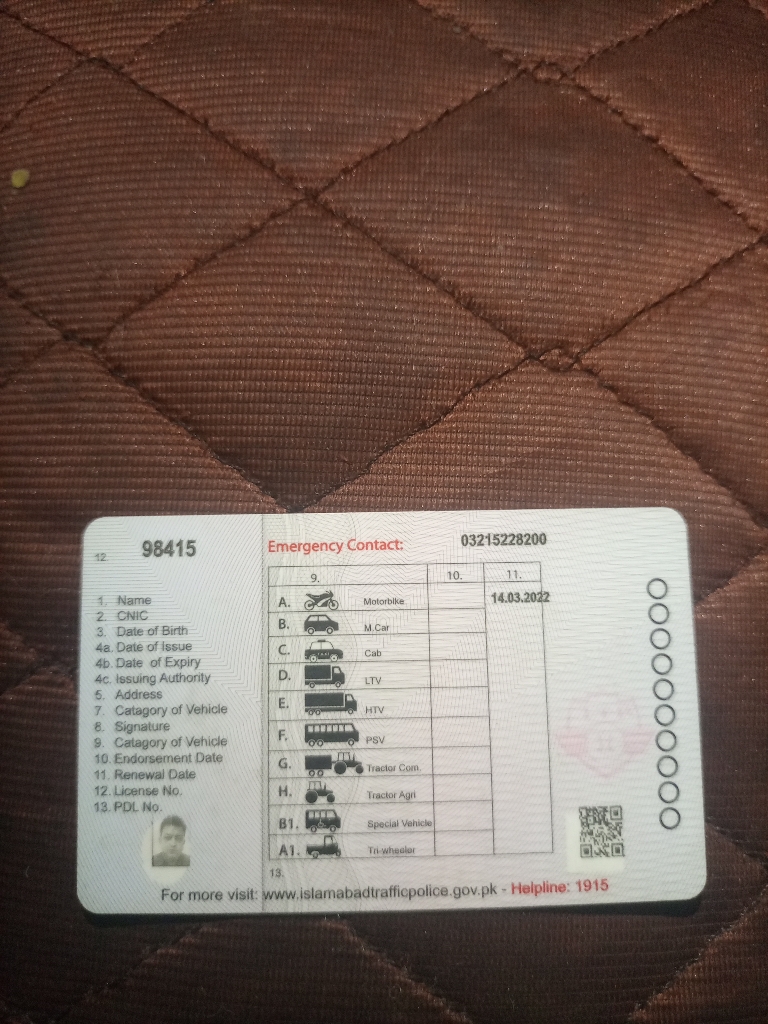 12. 98415
Emergency Contact: 03215228200
1. Name
2. CNIC
3. Date of Birth
4a. Date of Issue
4b. Date of Expiry
4c. Issuing Authority
5. Address
7. Catagory of Vehicle
8. Signature
9. Catagory of Vehicle
10. Endorsement Date
11. Renewal Date
12. License No.
13. PDL No.
9. 10. 11.
A. Motorbike 14.03.2022
B. M.Car
C. Cab
D. LTV
E. HTV
F. PSV
G. Tractor Com.
H. Tractor Agri
B1. Special Vehicle
A1. Tri-wheeler
13.
For more visit: www.islamabadtrafficpolice.gov.pk - Helpline: 1915